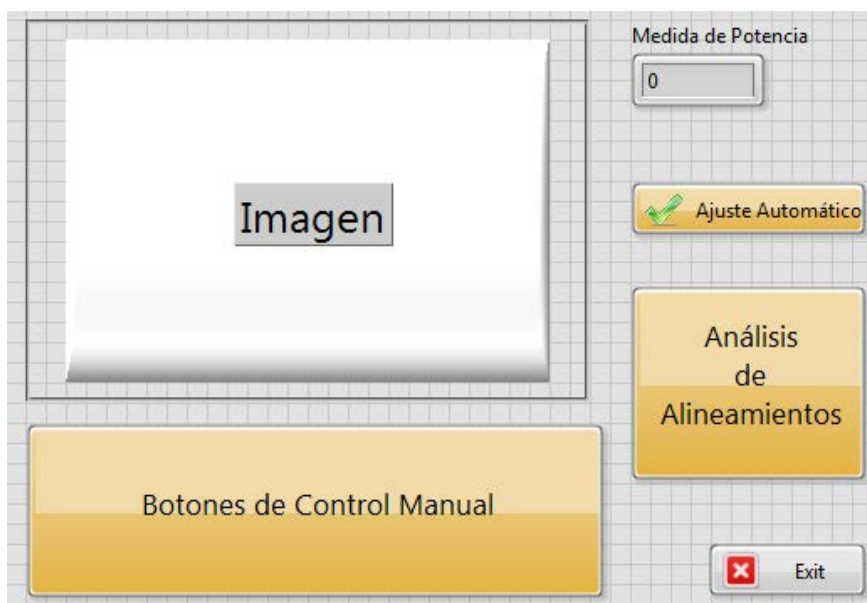 Medida de Potencia
0
Imagen
Ajuste Automático
Análisis
de
Alineamientos
Botones de Control Manual
Exit